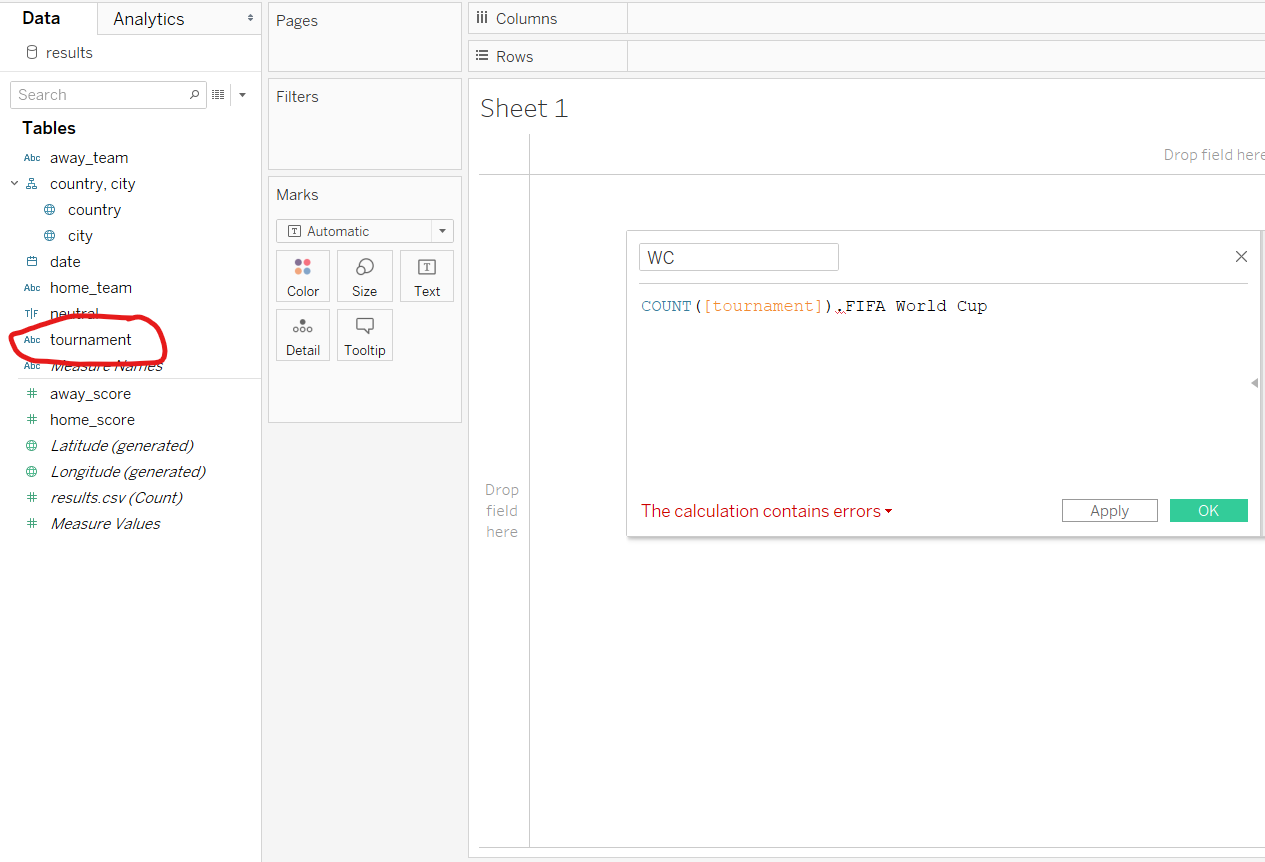 Data
Analytics
results
Search
Tables
Abc away_team
country, city
country
city
date
Abc home_team
T|F neutral
Abc tournament
Abc Measure Names
# away_score
# home_score
Latitude (generated)
Longitude (generated)
# results.csv (Count)
# Measure Values
Pages
Filters
Marks
T Automatic
Color
Size
T Text
Detail
Tooltip
Columns
Rows
Sheet 1
Drop field here
Drop
field
here
WC
COUNT([tournament]).FIFA World Cup
The calculation contains errors
Apply
OK